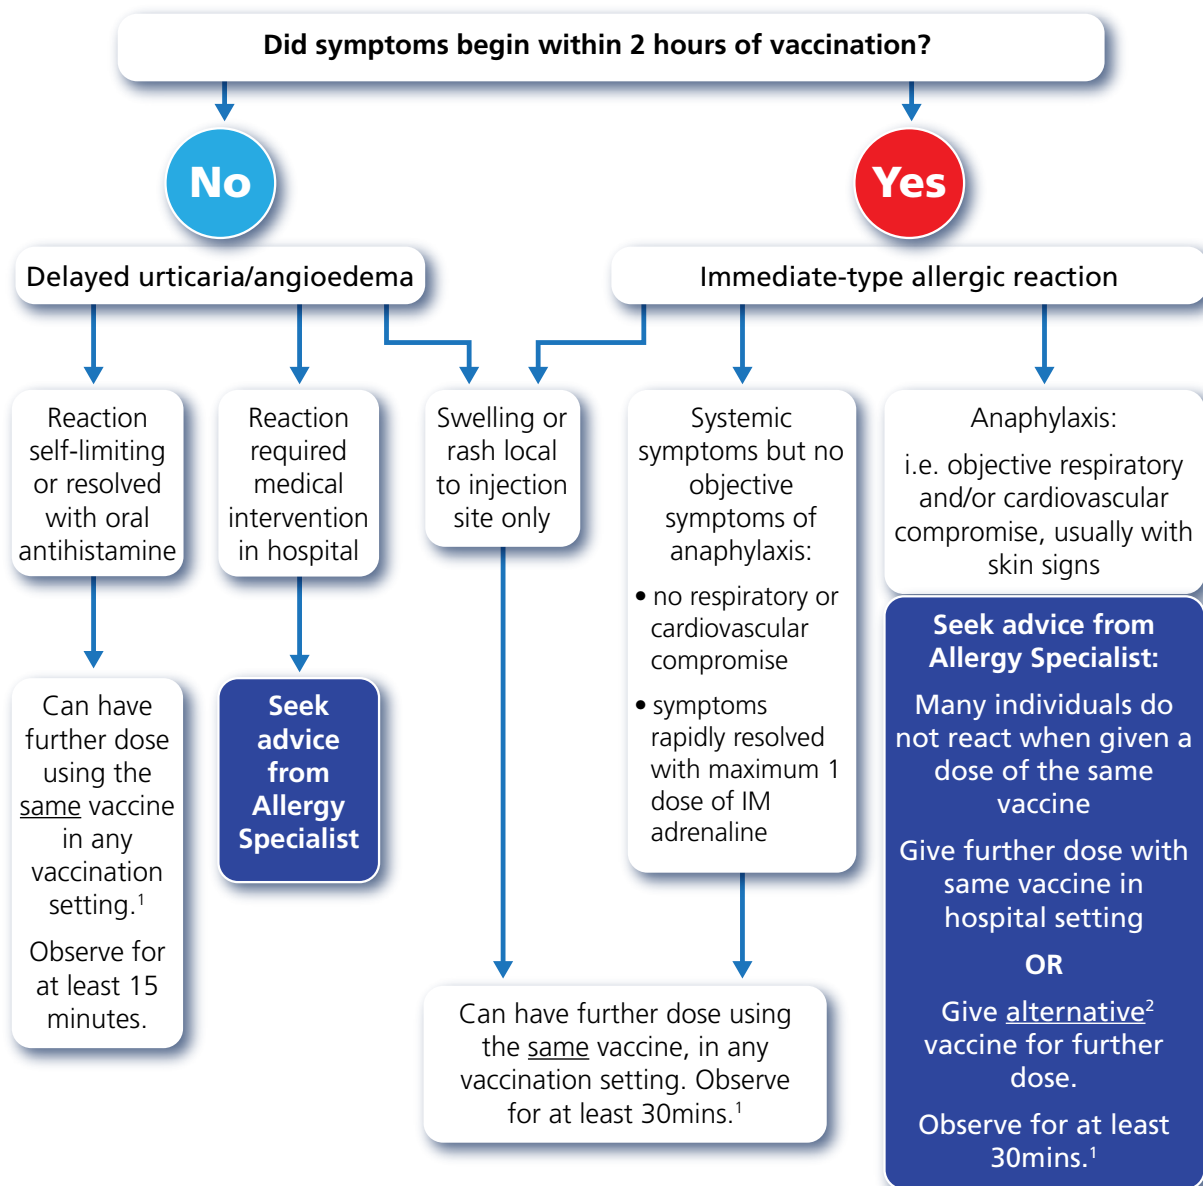 Did symptoms begin within 2 hours of vaccination?
No
Yes
Delayed urticaria/angioedema
Immediate-type allergic reaction
Reaction
self-limiting
or resolved
with oral
antihistamine
Reaction
required
medical
intervention
in hospital
Swelling or
rash local
to injection
site only
Systemic
symptoms but no
objective
symptoms of
anaphylaxis:
• no respiratory or
cardiovascular
compromise
• symptoms
rapidly resolved
with maximum 1
dose of IM
adrenaline
Anaphylaxis:
i.e. objective respiratory
and/or cardiovascular
compromise, usually with
skin signs
Seek advice from
Allergy Specialist:
Many individuals do
not react when given a
dose of the same
vaccine
Give further dose with
same vaccine in
hospital setting
OR
Give alternative²
vaccine for further
dose.
Observe for at least
30mins.¹
Can have
further dose
using the
same vaccine
in any
vaccination
setting.¹
Observe for
at least 15
minutes.
Seek
advice
from
Allergy
Specialist
Can have further dose using
the same vaccine, in any
vaccination setting. Observe
for at least 30mins.¹